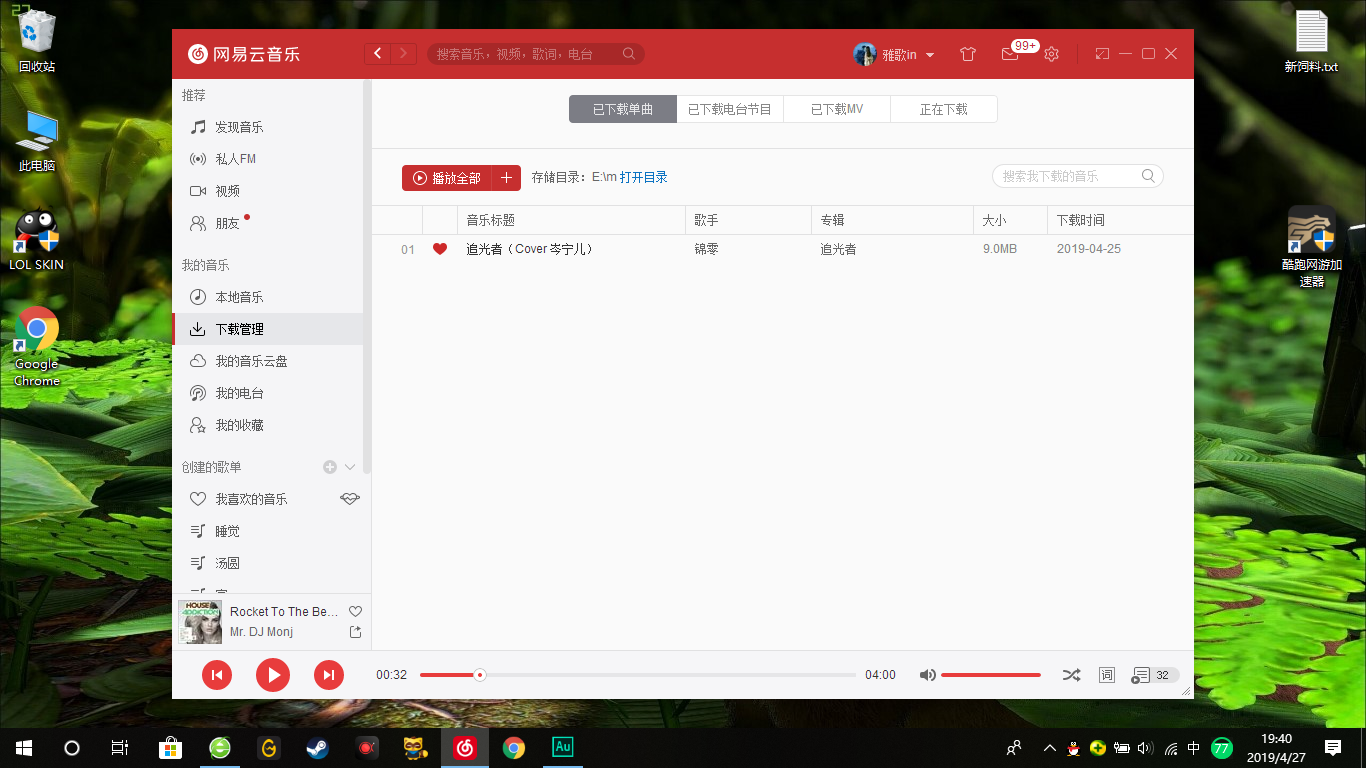 27
回收站
此电脑
LOL SKIN
Google
Chrome
新饲料.txt
酷跑网游加
速器
网易云音乐
搜索音乐，视频，歌词，电台
雅歌in
99+
推荐
发现音乐
私人FM
视频
朋友
我的音乐
本地音乐
下载管理
我的音乐云盘
我的电台
我的收藏
创建的歌单
我喜欢的音乐
睡觉
汤圆
已下载单曲 已下载电台节目 已下载MV 正在下载
播放全部 存储目录：E:\m 打开目录
搜索我下载的音乐
音乐标题 歌手 专辑 大小 下载时间
01 追光者（Cover 岑宁儿） 锦零 追光者 9.0MB 2019-04-25
HOUSE
ADDICTION
Rocket To The Be...
Mr. DJ Monj
00:32 04:00 词 32
Au
中
77
19:40
2019/4/27